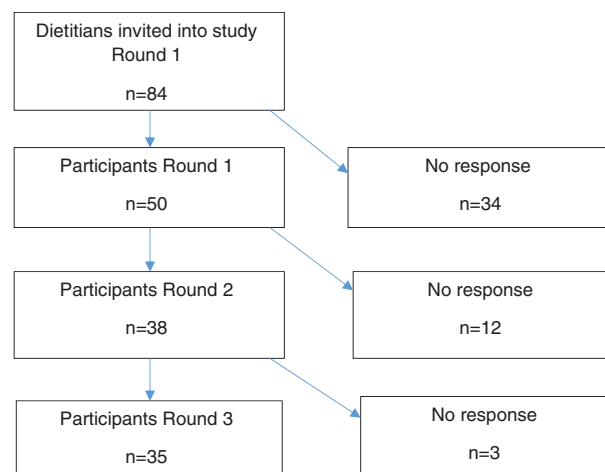 Dietitians invited into study
Round 1
n=84
Participants Round 1
n=50
No response
n=34
Participants Round 2
n=38
No response
n=12
Participants Round 3
n=35
No response
n=3